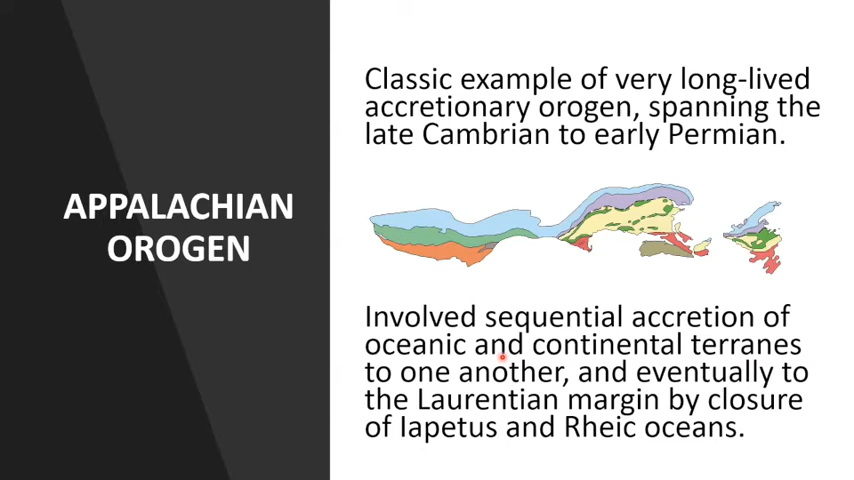 APPALACHIAN
OROGEN
Classic example of very long-lived
accretionary orogen, spanning the
late Cambrian to early Permian.
Involved sequential accretion of
oceanic and continental terranes
to one another, and eventually to
the Laurentian margin by closure
of Iapetus and Rheic oceans.